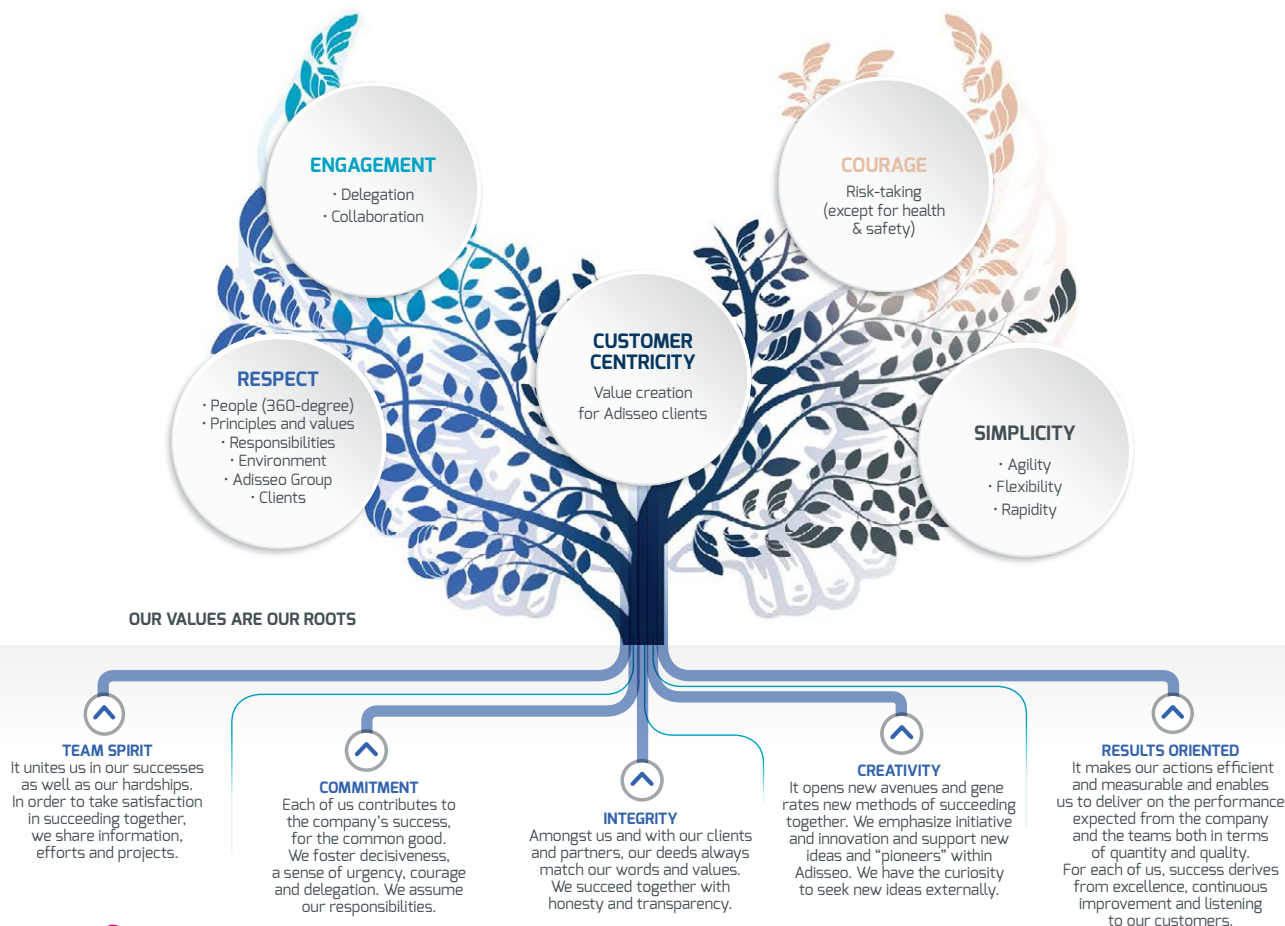 ENGAGEMENT
· Delegation
· Collaboration
COURAGE
Risk-taking
(except for health
& safety)
CUSTOMER
CENTRICITY
Value creation
for Adisseo clients
RESPECT
· People (360-degree)
· Principles and values
· Responsibilities
· Environment
· Adisseo Group
· Clients
SIMPLICITY
· Agility
· Flexibility
· Rapidity
OUR VALUES ARE OUR ROOTS
TEAM SPIRIT
It unites us in our successes
as well as our hardships.
In order to take satisfaction
in succeeding together,
we share information,
efforts and projects.
COMMITMENT
Each of us contributes to
the company's success,
for the common good.
We foster decisiveness,
a sense of urgency, courage
and delegation. We assume
our responsibilities.
INTEGRITY
Amongst us and with our clients
and partners, our deeds always
match our words and values.
We succeed together with
honesty and transparency.
CREATIVITY
It opens new avenues and gene
rates new methods of succeeding
together. We emphasize initiative
and innovation and support new
ideas and “pioneers” within
Adisseo. We have the curiosity
to seek new ideas externally.
RESULTS ORIENTED
It makes our actions efficient
and measurable and enables
us to deliver on the performance
expected from the company
and the teams both in terms
of quantity and quality.
For each of us, success derives
from excellence, continuous
improvement and listening
to our customers.